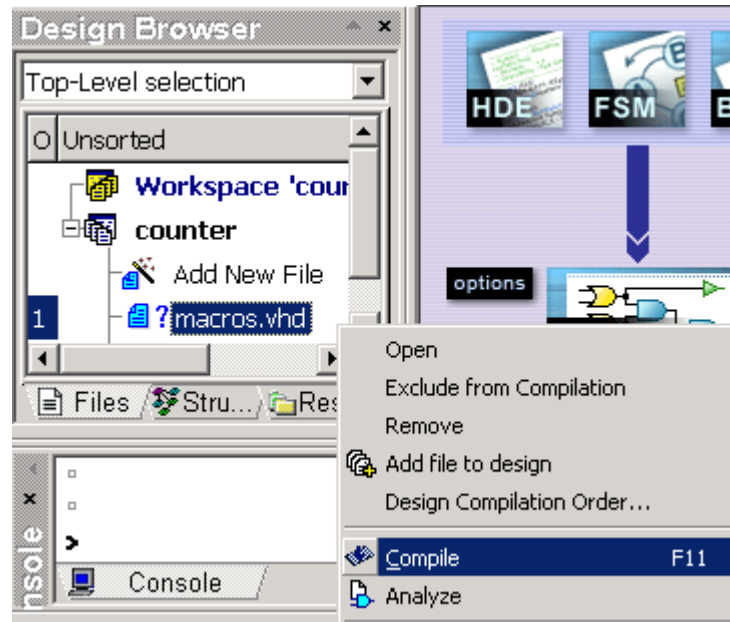 Design Browser
Top-Level selection
O Unsorted
Workspace 'cour
counter
Add New File
1 ?macros.vhd
Files Stru... Res
nsole
>
Console
HDE FSM B
options
Open
Exclude from Compilation
Remove
Add file to design
Design Compilation Order...
Compile F11
Analyze